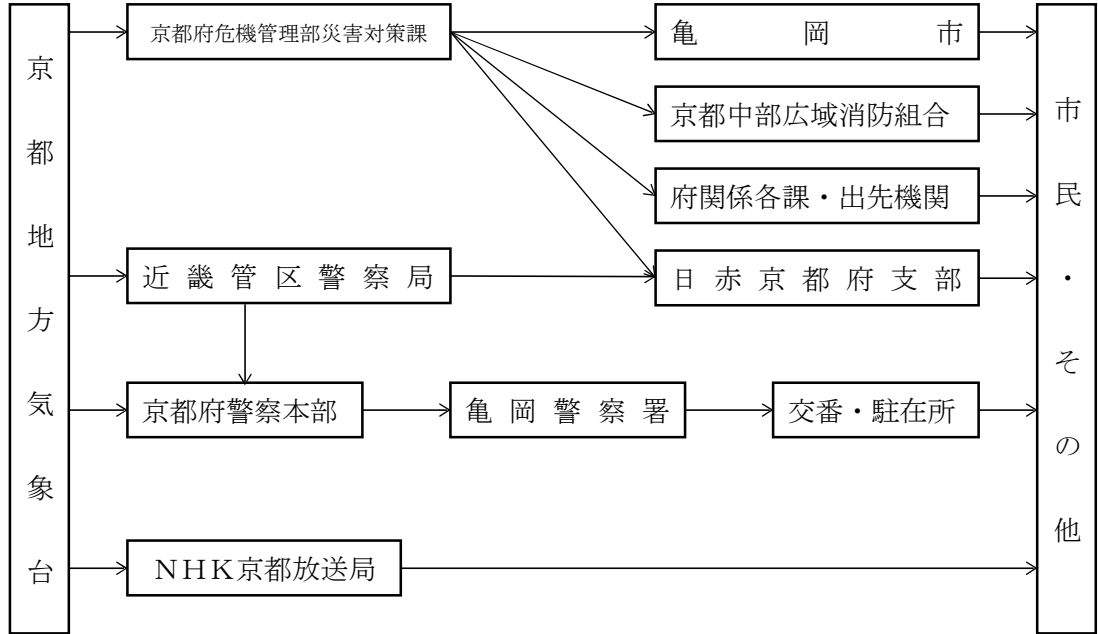 京都地方気象台
京都府危機管理部災害対策課
亀岡市
京都中部広域消防組合
府関係各課・出先機関
近畿管区警察局
日赤京都府支部
京都府警察本部
亀岡警察署
交番・駐在所
NHK京都放送局
市民・その他